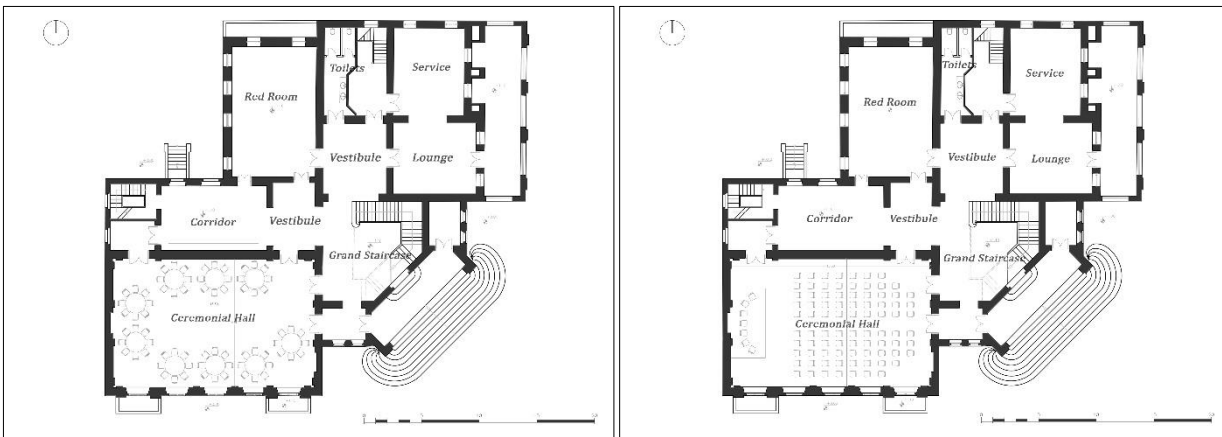 Toilets
Service
Red Room
Vestibule
Lounge
Corridor
Vestibule
Grand Staircase
Ceremonial Hall
Toilets
Service
Red Room
Vestibule
Lounge
Corridor
Vestibule
Grand Staircase
Ceremonial Hall